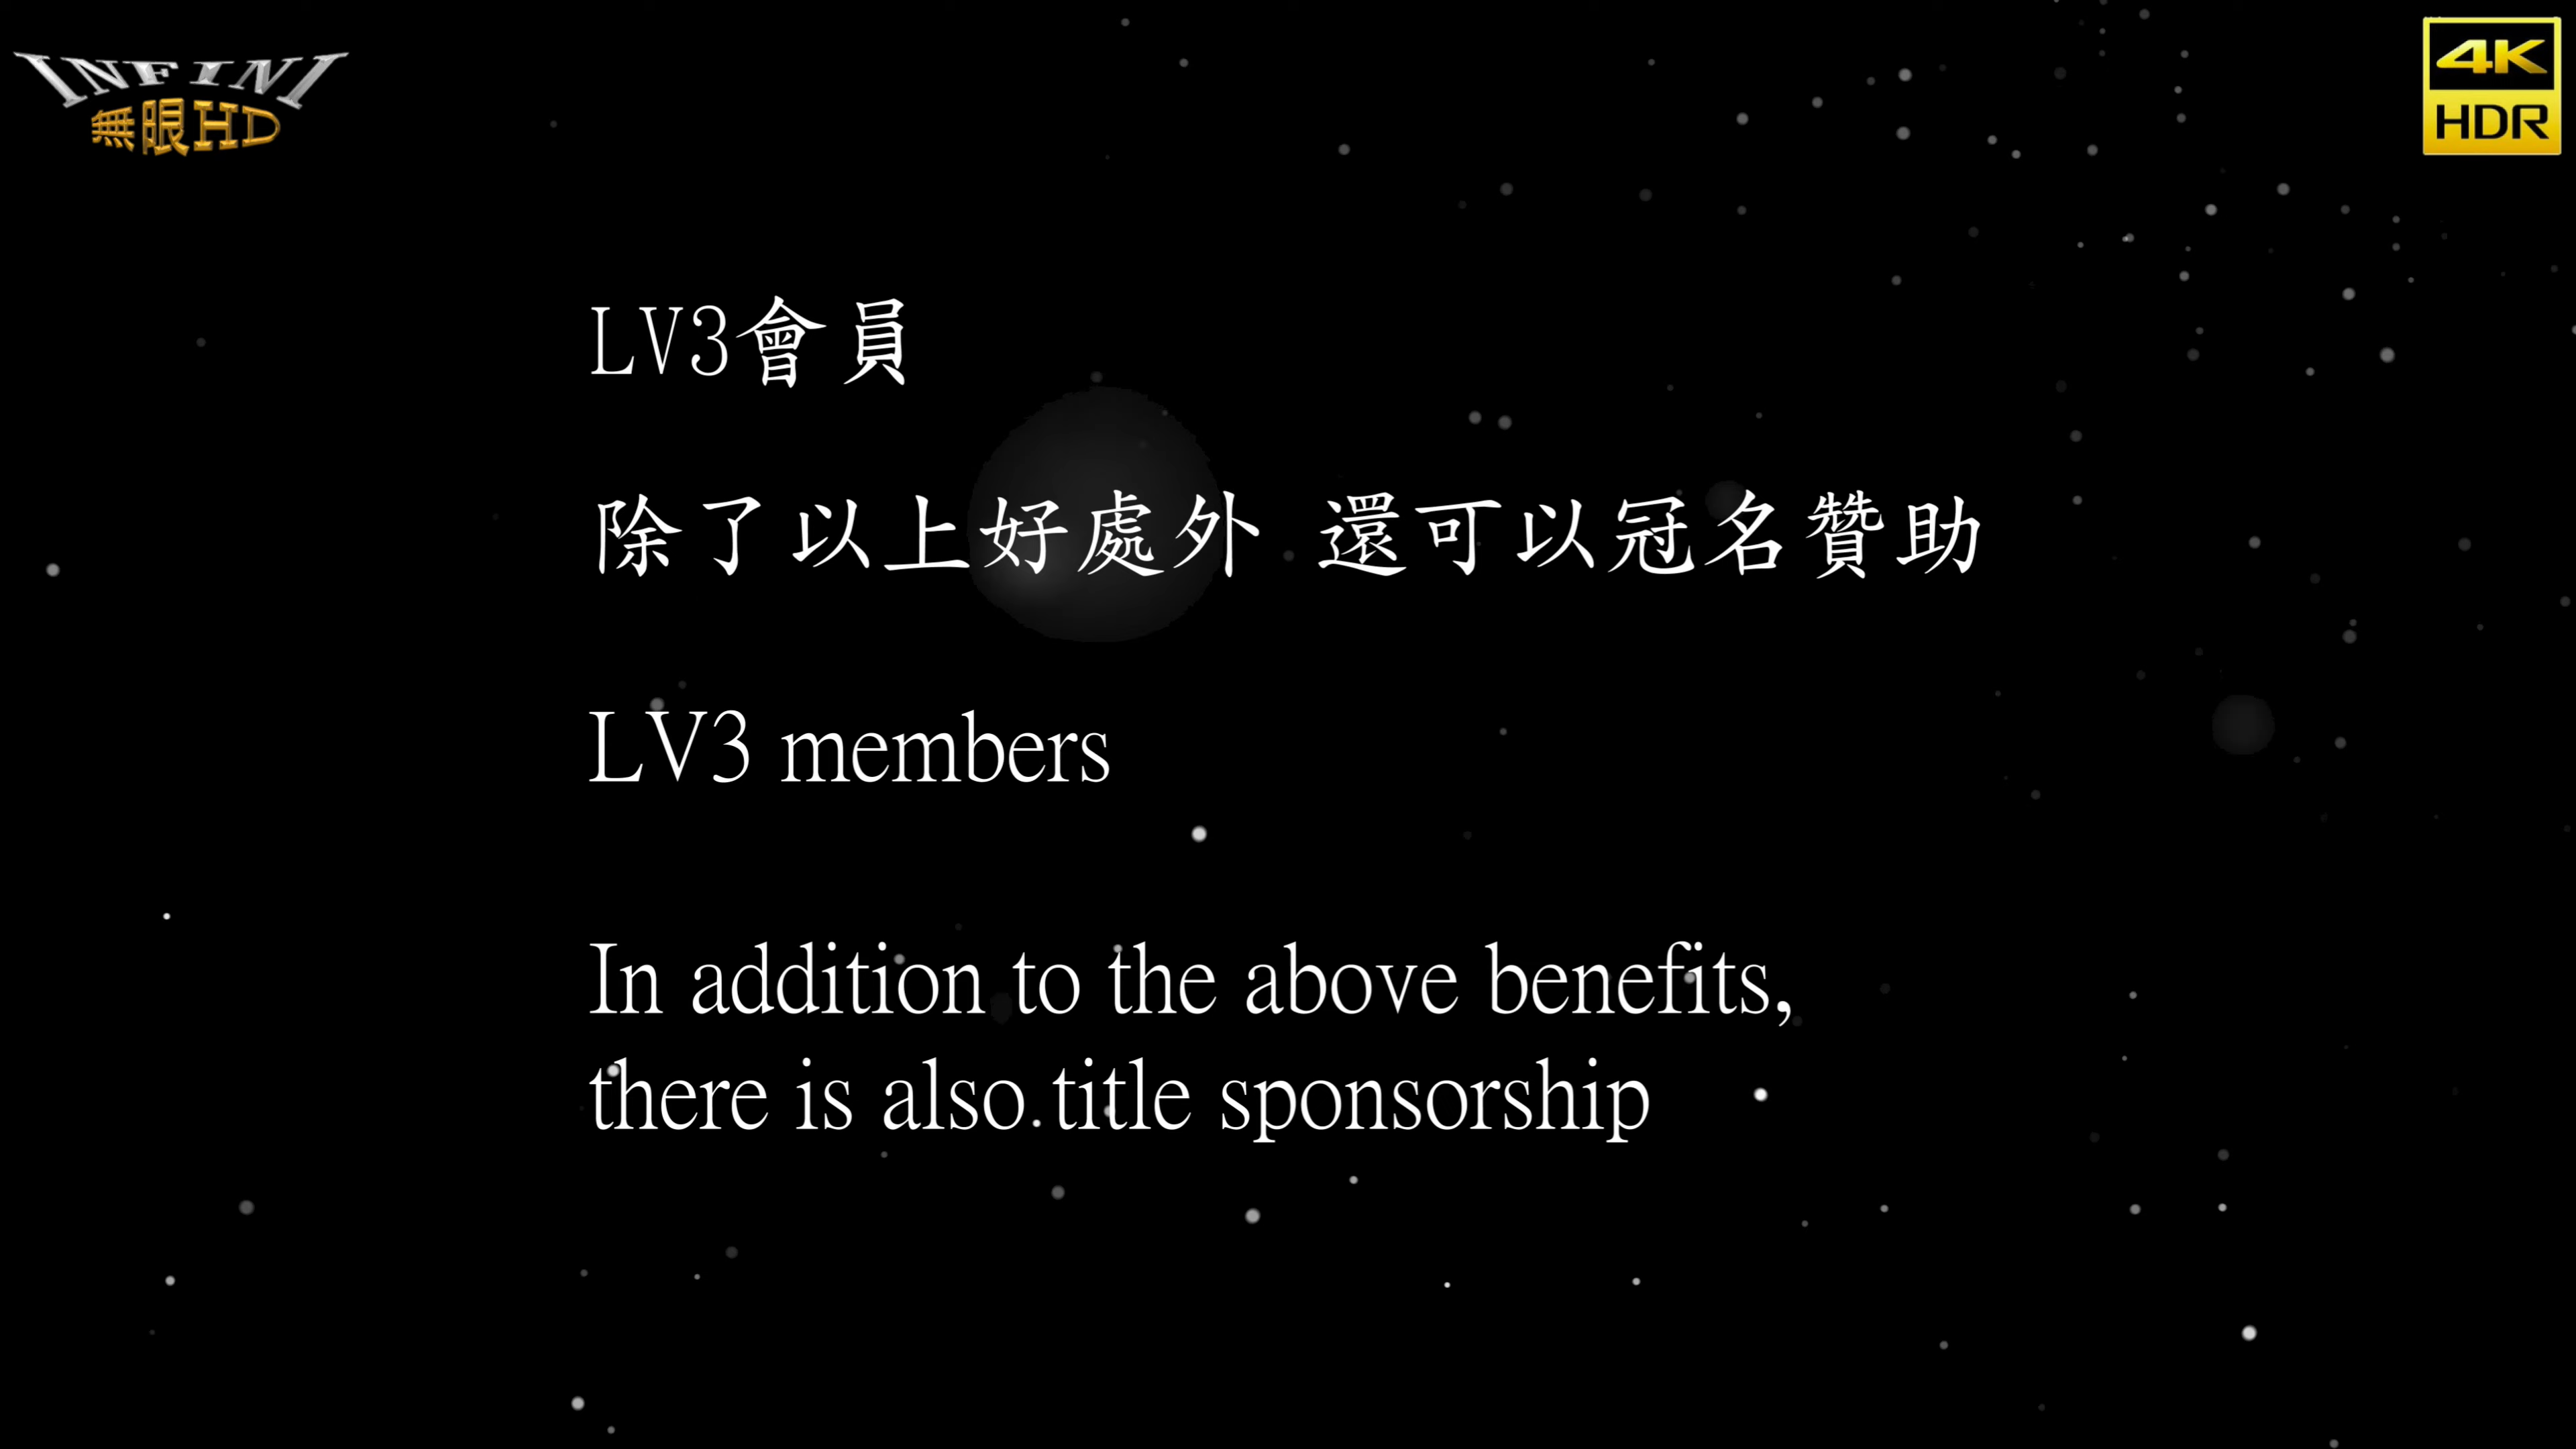 INFINI
無限HD
4K
HDR
LV3會員
除了以上好處外 還可以冠名贊助
LV3 members
In addition to the above benefits,
there is also title sponsorship